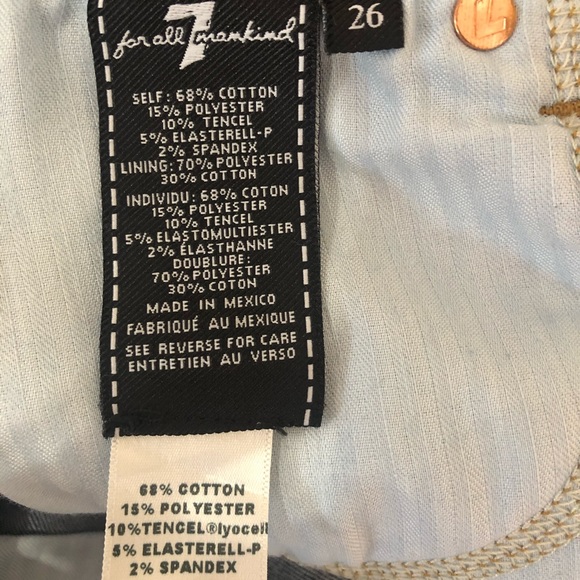 for all 7 mankind
26
7
SELF: 68% COTTON
15% POLYESTER
10% TENCEL
5% ELASTERELL-P
2% SPANDEX
LINING: 70% POLYESTER
30% COTTON
INDIVIDU: 68% COTON
15% POLYESTER
10% TENCEL
5% ELASTOMULTIESTER
2% ÉLASTHANNE
DOUBLURE:
70% POLYESTER
30% COTON
MADE IN MEXICO
FABRIQUÉ AU MEXIQUE
SEE REVERSE FOR CARE
ENTRETIEN AU VERSO
68% COTTON
15% POLYESTER
10%TENCEL®lyocell
5% ELASTERELL-P
2% SPANDEX